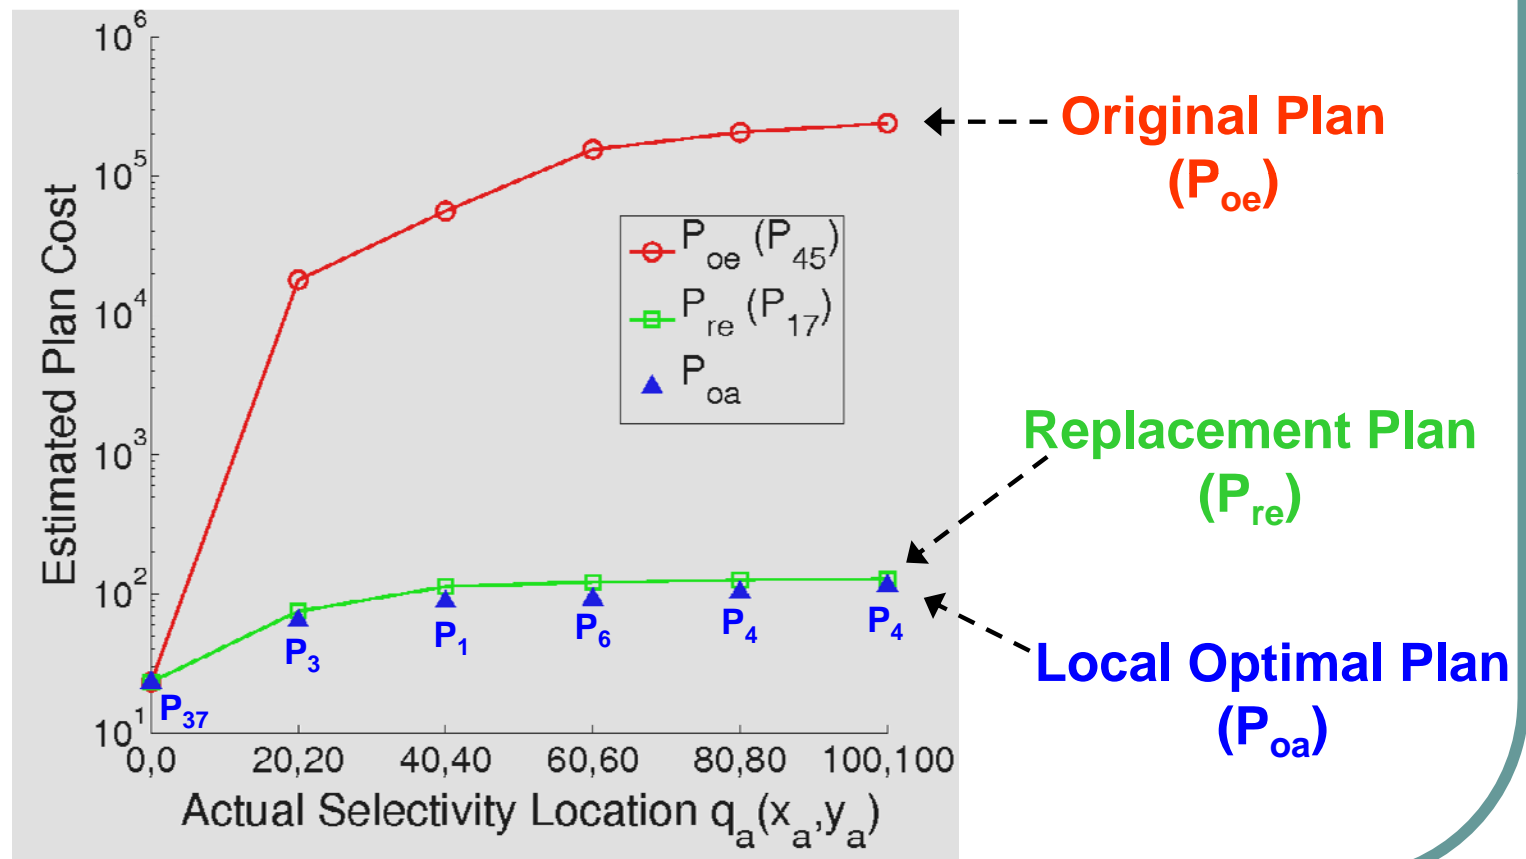 10^6
10^5
10^4
10^3
10^2
10^1
Estimated Plan Cost
P_oe (P_45)
P_re (P_17)
P_oa
P_37
P_3
P_1
P_6
P_4
P_4
0,0 20,20 40,40 60,60 80,80 100,100
Actual Selectivity Location q_a(x_a,y_a)
Original Plan
(P_oe)
Replacement Plan
(P_re)
Local Optimal Plan
(P_oa)